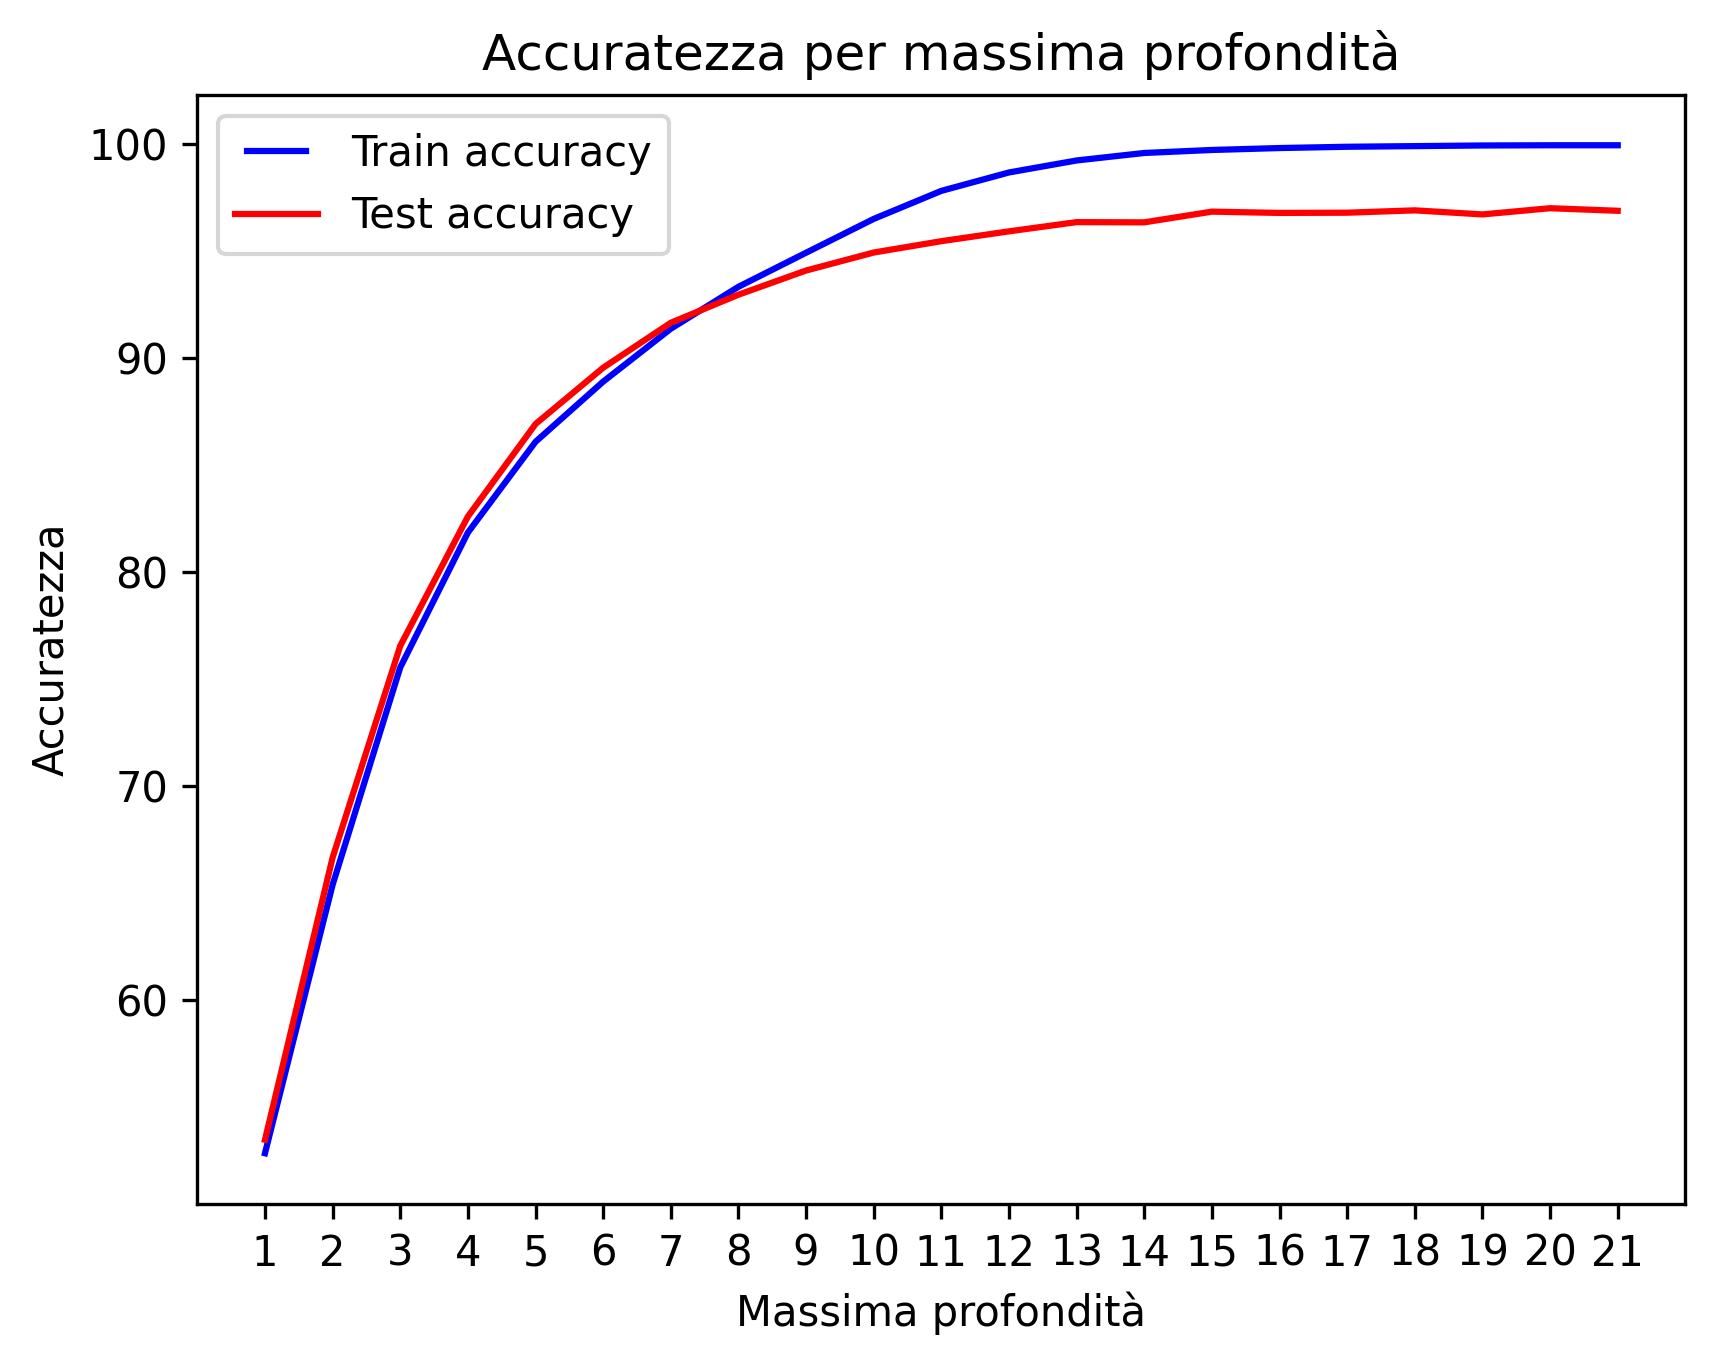 Accuratezza per massima profondità
Train accuracy
Test accuracy
100
90
80
70
60
Accuratezza
1 2 3 4 5 6 7 8 9 10 11 12 13 14 15 16 17 18 19 20 21
Massima profondità